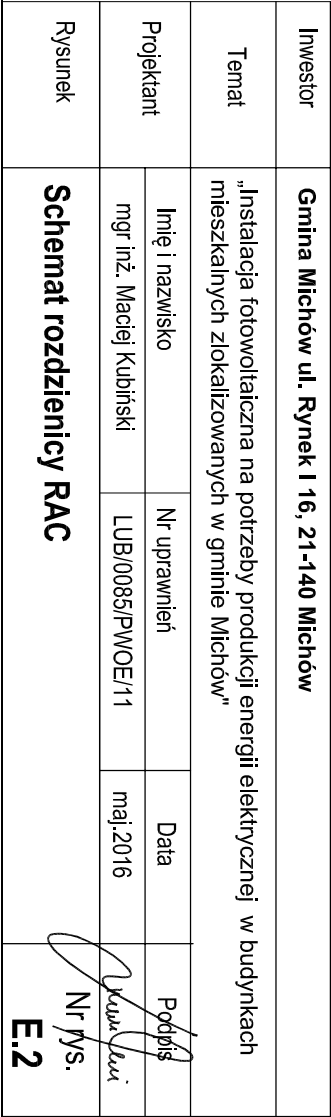 Inwestor
Gmina Michów ul. Rynek I 16, 21-140 Michów
Temat
„Instalacja fotowoltaiczna na potrzeby produkcji energii elektrycznej w budynkach
mieszkalnych zlokalizowanych w gminie Michów"
Projektant
Imię i nazwisko
Nr uprawnień
Data
Podpis
mgr inż. Maciej Kubiński
LUB/0085/PWOE/11
maj.2016
Rysunek
Schemat rozdzienicy RAC
Nr rys.
E.2